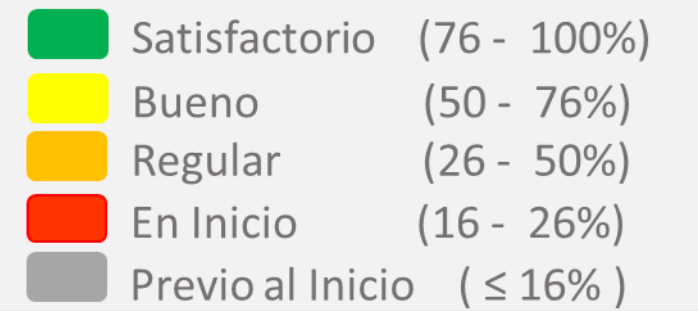 Satisfactorio (76 - 100%)
Bueno (50 - 76%)
Regular (26 - 50%)
En Inicio (16 - 26%)
Previo al Inicio ( ≤ 16% )